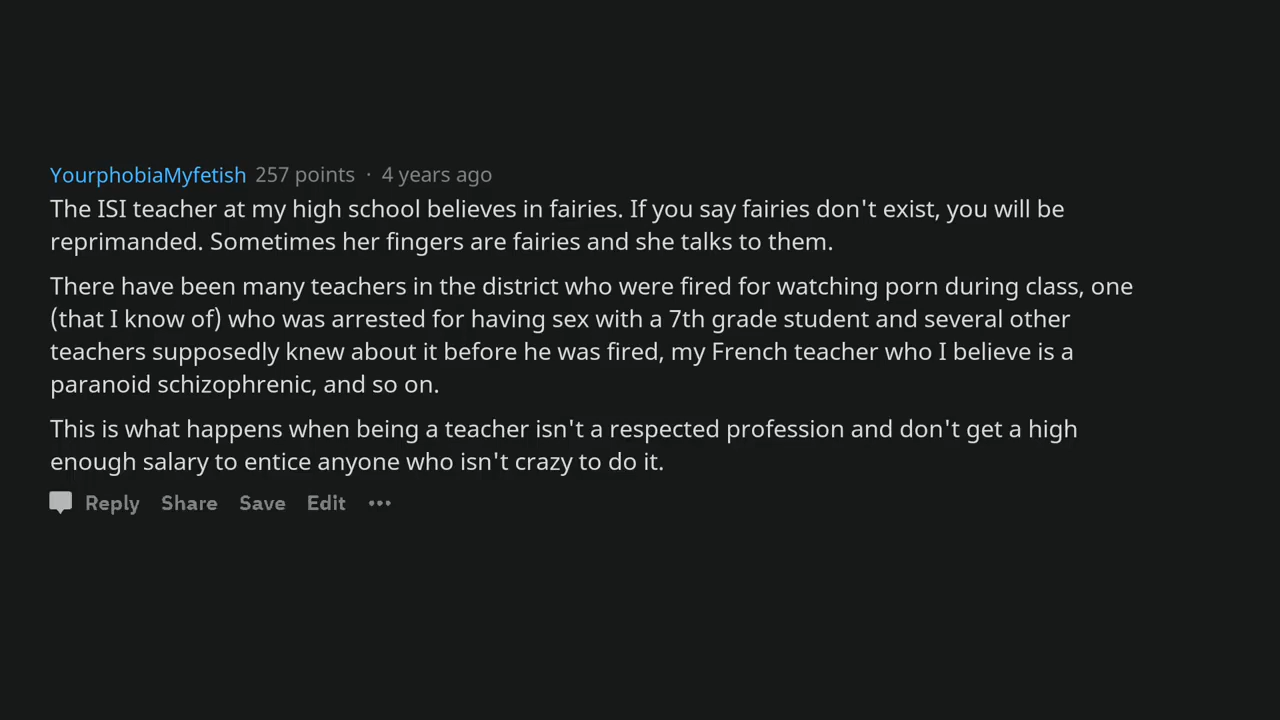 YourphobiaMyfetish 257 points · 4 years ago
The ISI teacher at my high school believes in fairies. If you say fairies don't exist, you will be
reprimanded. Sometimes her fingers are fairies and she talks to them.
There have been many teachers in the district who were fired for watching porn during class, one
(that I know of) who was arrested for having sex with a 7th grade student and several other
teachers supposedly knew about it before he was fired, my French teacher who I believe is a
paranoid schizophrenic, and so on.
This is what happens when being a teacher isn't a respected profession and don't get a high
enough salary to entice anyone who isn't crazy to do it.
Reply Share Save Edit •••